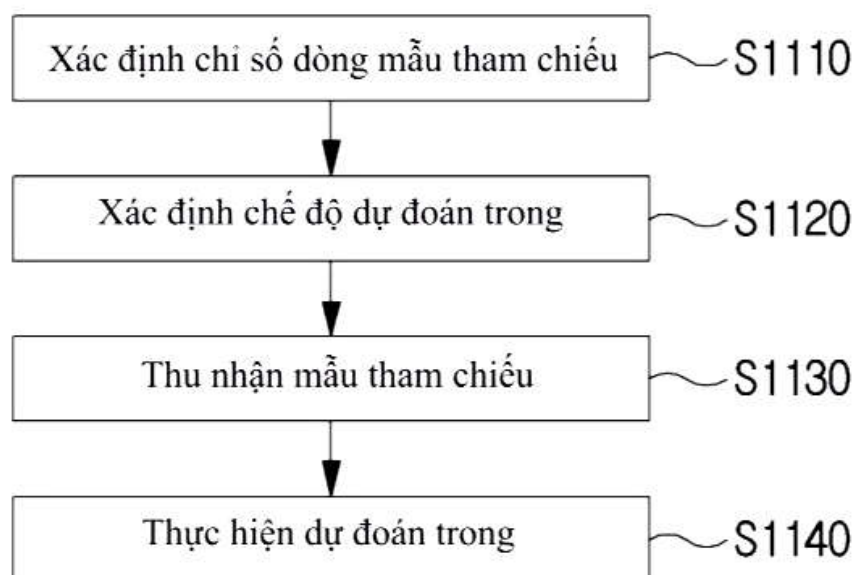 Xác định chỉ số dòng mẫu tham chiếu S1110
Xác định chế độ dự đoán trong S1120
Thu nhận mẫu tham chiếu S1130
Thực hiện dự đoán trong S1140